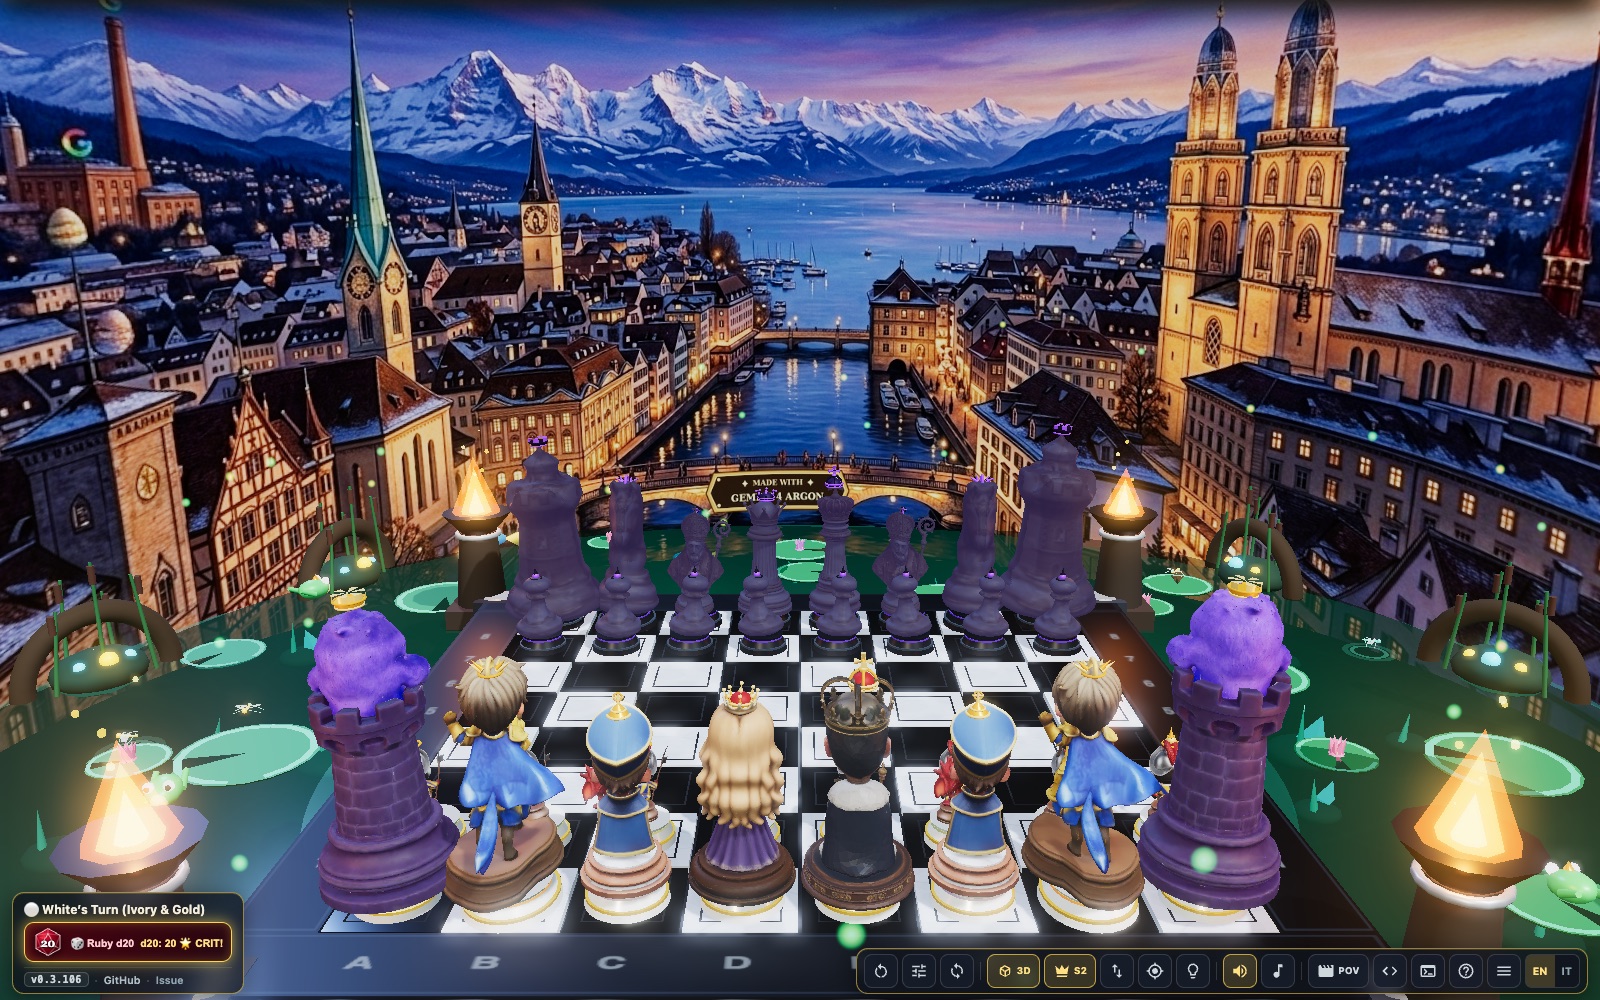 ✦ MADE WITH ✦
ARGON
White's Turn (Ivory & Gold)
20
Ruby d20 d20: 20 CRIT!
v0.3.106 · GitHub · Issue
A B C D
3D
S2
POV
EN
IT